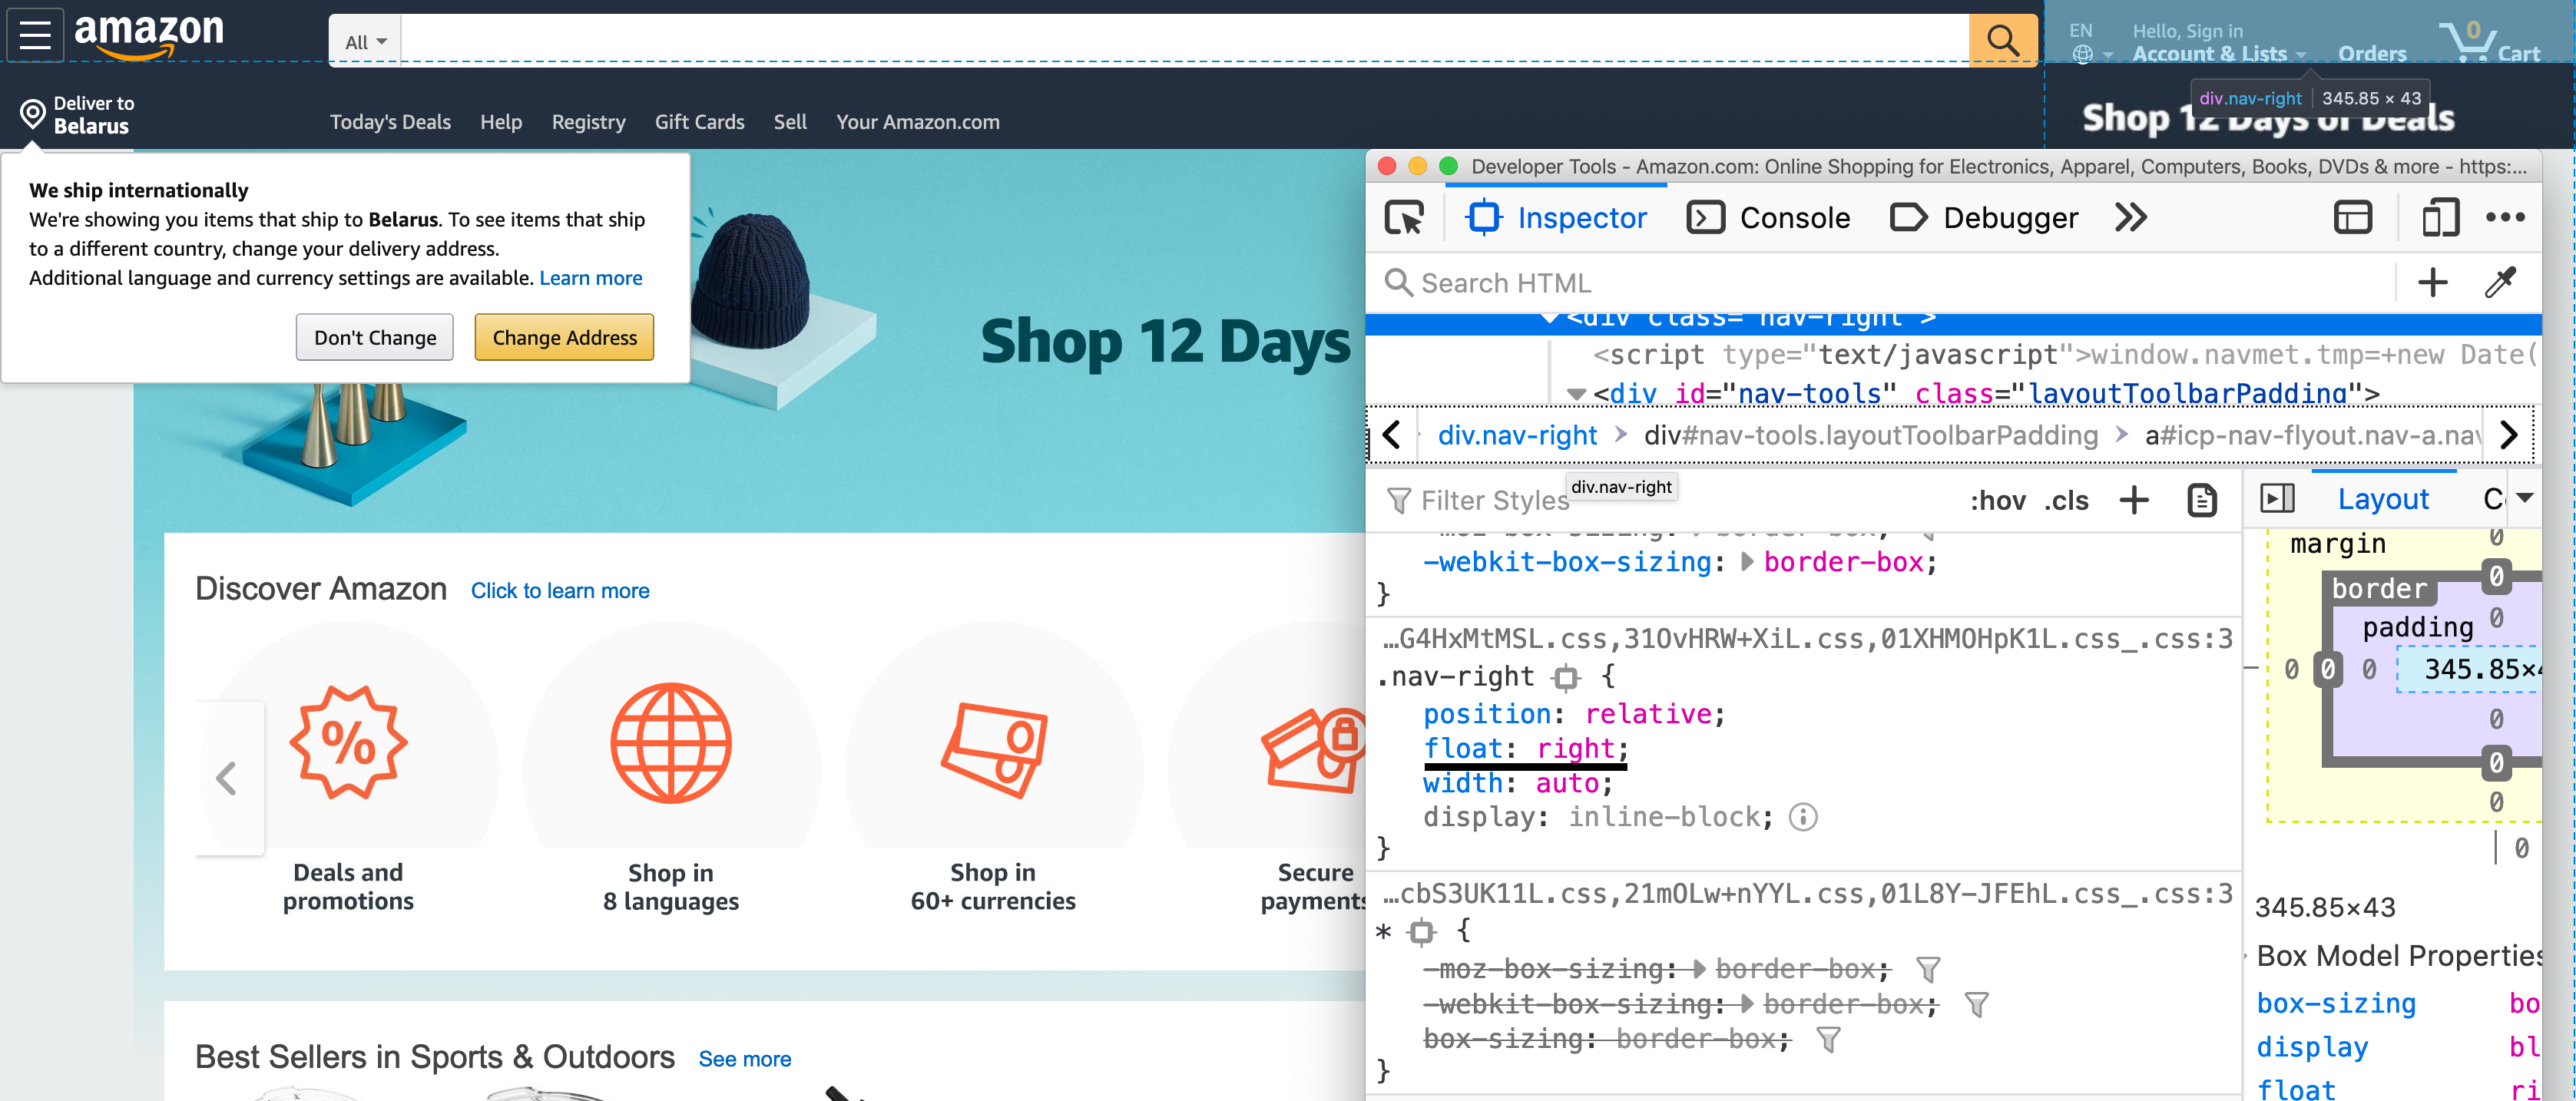 amazon
All
EN
Hello, Sign in
Account & Lists
Orders
0
Cart
Deliver to
Belarus
Today's Deals
Help
Registry
Gift Cards
Sell
Your Amazon.com
div.nav-right
345.85 × 43
Shop 12 Days of Deals
We ship internationally
We're showing you items that ship to Belarus. To see items that ship
to a different country, change your delivery address.
Additional language and currency settings are available. Learn more
Don't Change
Change Address
Shop 12 Days
Discover Amazon
Click to learn more
%
Deals and
promotions
Shop in
8 languages
Shop in
60+ currencies
Secure
payments
Best Sellers in Sports & Outdoors
See more
Developer Tools - Amazon.com: Online Shopping for Electronics, Apparel, Computers, Books, DVDs & more - https:...
Inspector
Console
Debugger
Search HTML
<div class="nav-right">
<script type="text/javascript">window.navmet.tmp=+new Date(
<div id="nav-tools" class="layoutToolbarPadding">
div.nav-right
div#nav-tools.layoutToolbarPadding
a#icp-nav-flyout.nav-a.nav
div.nav-right
Filter Styles
:hov
.cls
-moz-box-sizing: border-box;
-webkit-box-sizing: border-box;
}
…G4HxMtMSL.css,31OvHRW+XiL.css,01XHMOHpK1L.css_.css:3
.nav-right {
position: relative;
float: right;
width: auto;
display: inline-block;
}
…cbS3UK11L.css,21mOLw+nYYL.css,01L8Y-JFEhL.css_.css:3
* {
-moz-box-sizing: border-box;
-webkit-box-sizing: border-box;
box-sizing: border-box;
}
Layout
margin
0
border
0
padding
0
0
0
0
345.85×4
0
0
0
0
345.85×43
Box Model Properties
box-sizing
bo
display
bl
float
ri